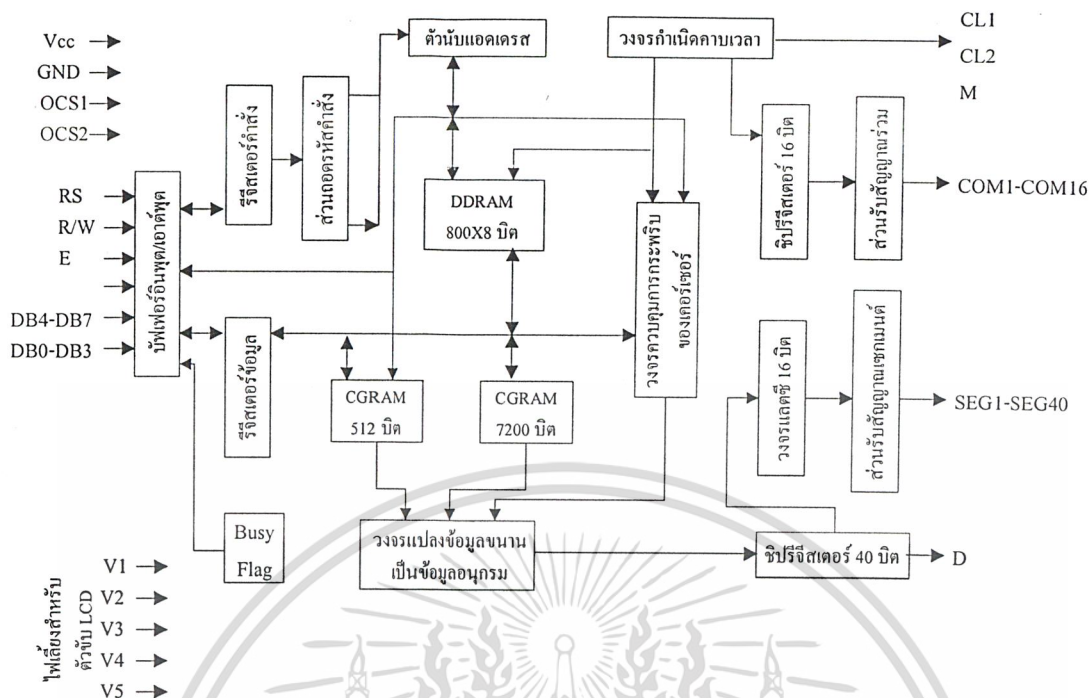 Vcc
GND
OCS1
OCS2
RS
R/W
E
DB4-DB7
DB0-DB3
บัฟเฟอร์อินพุต/เอาต์พุต
รีจิสเตอร์คำสั่ง
ส่วนถอดรหัสคำสั่ง
ตัวนับแอดเดรส
วงจรกำเนิดคาบเวลา
CL1
CL2
M
DDRAM
800X8 บิต
ชิปรีจีสเตอร์ 16 บิต
ส่วนรับสัญญาณร่วม
COM1-COM16
รีจีสเตอร์ข้อมูล
วงจรควบคุมการกระพริบ
ของเคอร์เซอร์
CGRAM
512 บิต
CGRAM
7200 บิต
วงจรแลตซ์ 16 บิต
ส่วนรับสัญญาณเซกเมนต์
SEG1-SEG40
Busy
Flag
วงจรแปลงข้อมูลขนาน
เป็นข้อมูลอนุกรม
ชิปรีจีสเตอร์ 40 บิต
D
ไฟเลี้ยงสำหรับ
ตัวขับ LCD
V1
V2
V3
V4
V5